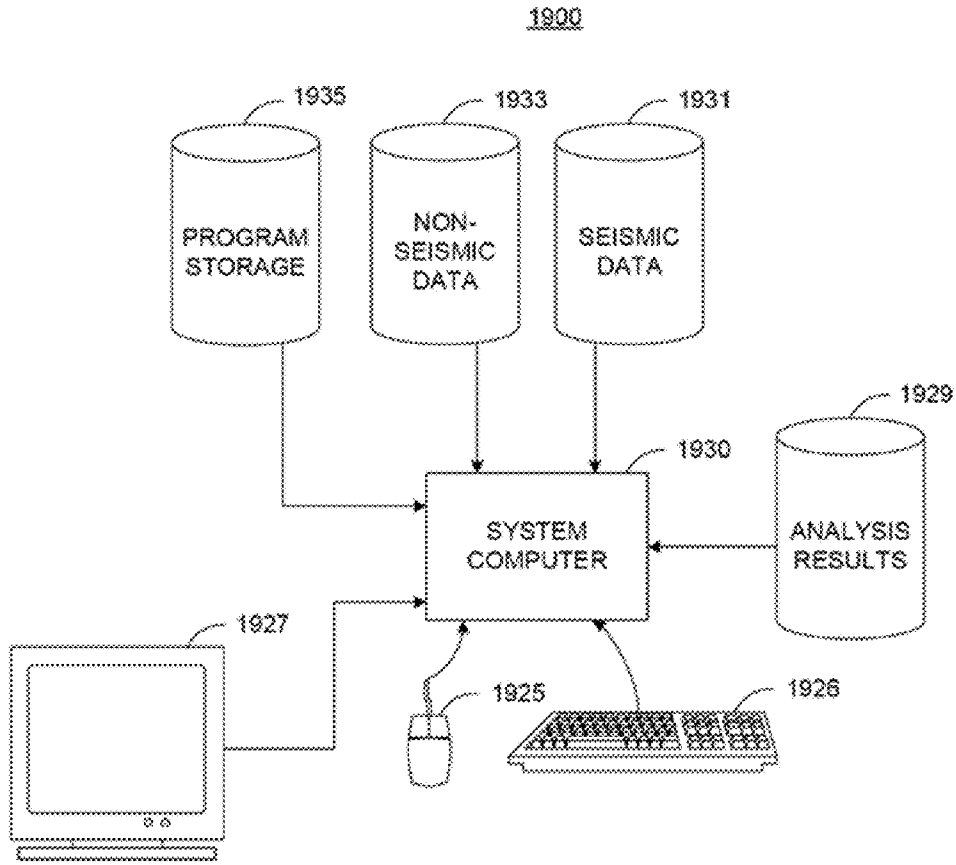 1900
1935
1933
1931
PROGRAM
STORAGE
NON-
SEISMIC
DATA
SEISMIC
DATA
1929
1930
SYSTEM
COMPUTER
ANALYSIS
RESULTS
1927
1925
1926